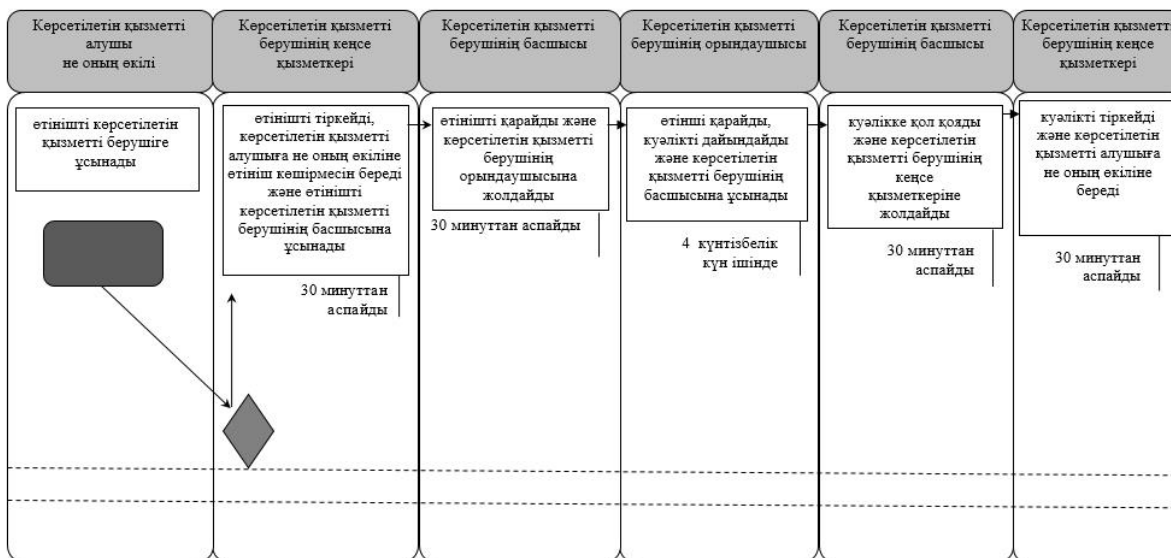 Көрсетілетін қызметті
алушы
не оның өкілі
Көрсетілетін қызметті
берушінің кеңсе
қызметкері
Көрсетілетін қызметті
берушінің басшысы
Көрсетілетін қызметті
берушінің орындаушысы
Көрсетілетін қызметті
берушінің басшысы
Көрсетілетін қызметті
берушінің кеңсе
қызметкері
өтінішті көрсетілетін
қызметті берушіге
ұсынады
өтінішті тіркейді,
көрсетілетін қызметті
алушыға не оның өкіліне
өтініш көшірмесін береді
және өтінішті
көрсетілетін қызметті
берушінің басшысына
ұсынады
30 минуттан
аспайды
өтінішті қарайды және
көрсетілетін қызметті
берушінің
орындаушысына
жолдайды
30 минуттан аспайды
өтінші қарайды,
куәлікті дайындайды
және көрсетілетін
қызметті берушінің
басшысына ұсынады
4 күнтізбелік
күн ішінде
куәлікке қол қояды
және көрсетілетін
қызметті берушінің
кеңсе
қызметкеріне
жолдайды
30 минуттан
аспайды
куәлікті тіркейді
және көрсетілетін
қызметті алушыға
не оның өкіліне
береді
30 минуттан
аспайды